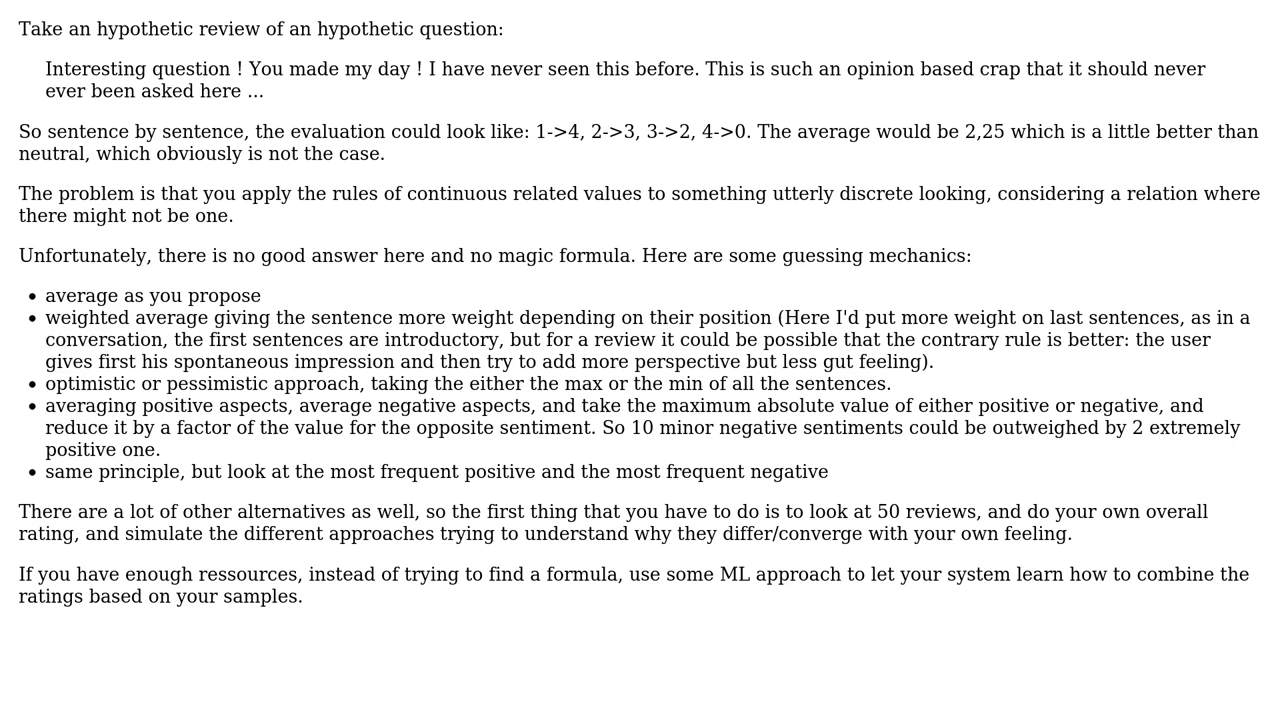 Take an hypothetic review of an hypothetic question:
Interesting question ! You made my day ! I have never seen this before. This is such an opinion based crap that it should never
ever been asked here ...
So sentence by sentence, the evaluation could look like: 1->4, 2->3, 3->2, 4->0. The average would be 2,25 which is a little better than
neutral, which obviously is not the case.
The problem is that you apply the rules of continuous related values to something utterly discrete looking, considering a relation where
there might not be one.
Unfortunately, there is no good answer here and no magic formula. Here are some guessing mechanics:
• average as you propose
• weighted average giving the sentence more weight depending on their position (Here I'd put more weight on last sentences, as in a
conversation, the first sentences are introductory, but for a review it could be possible that the contrary rule is better: the user
gives first his spontaneous impression and then try to add more perspective but less gut feeling).
• optimistic or pessimistic approach, taking the either the max or the min of all the sentences.
• averaging positive aspects, average negative aspects, and take the maximum absolute value of either positive or negative, and
reduce it by a factor of the value for the opposite sentiment. So 10 minor negative sentiments could be outweighed by 2 extremely
positive one.
• same principle, but look at the most frequent positive and the most frequent negative
There are a lot of other alternatives as well, so the first thing that you have to do is to look at 50 reviews, and do your own overall
rating, and simulate the different approaches trying to understand why they differ/converge with your own feeling.
If you have enough ressources, instead of trying to find a formula, use some ML approach to let your system learn how to combine the
ratings based on your samples.